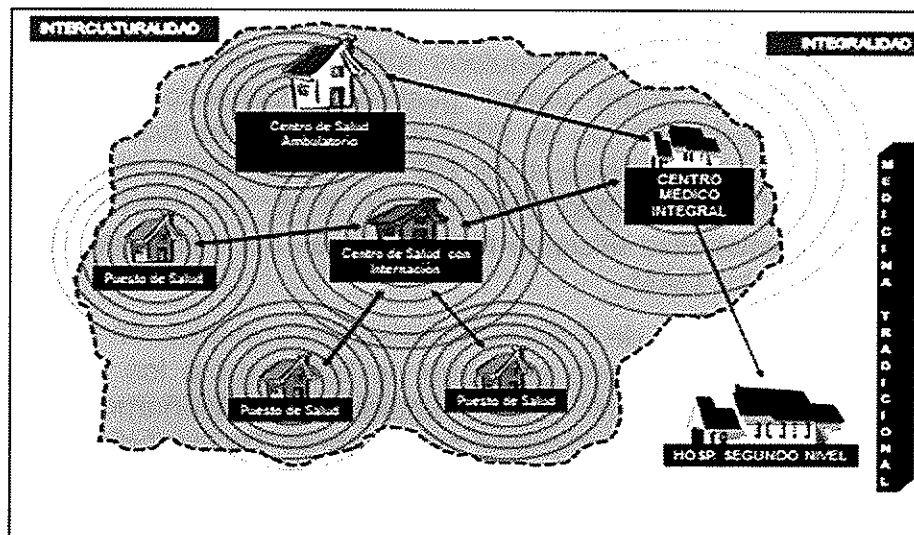 INTERCULTURALIDAD
INTEGRALIDAD
Centro de Salud
Ambulatorio
CENTRO
MÉDICO
INTEGRAL
Centro de Salud con
Internación
Puesto de Salud
Puesto de Salud
Puesto de Salud
HOSP. SEGUNDO NIVEL
MEDICINA TRADICIONAL